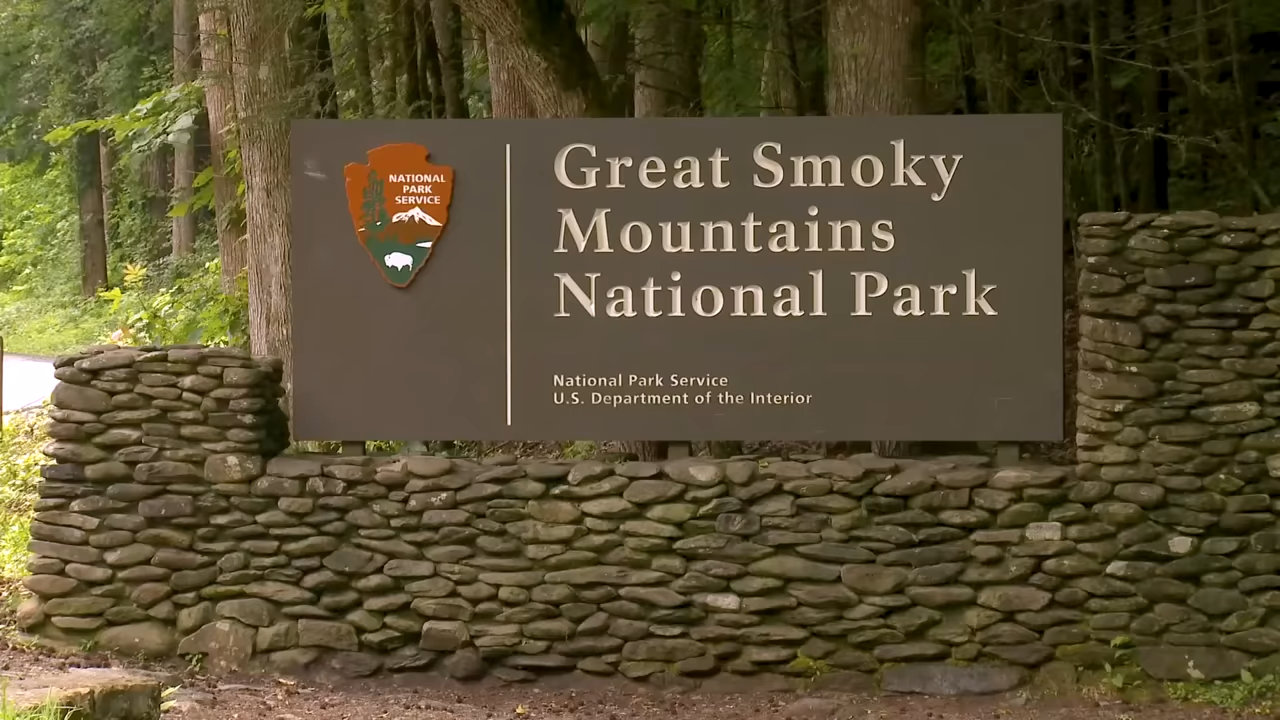 NATIONAL
PARK
SERVICE
Great Smoky
Mountains
National Park
National Park Service
U.S. Department of the Interior